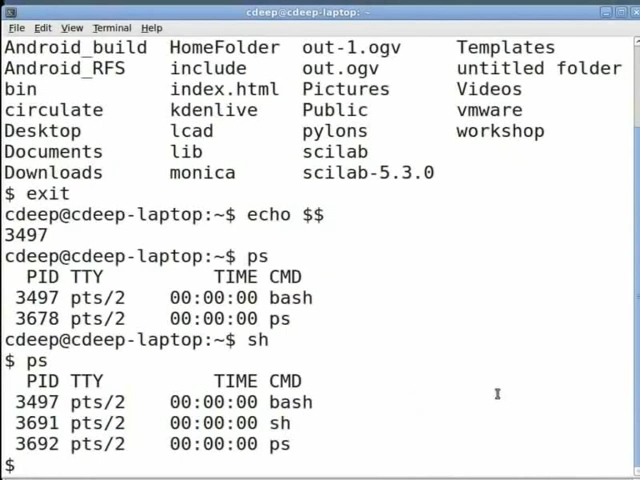 cdeep@cdeep-laptop: ~
File Edit View Terminal Help
Android_build HomeFolder out-1.ogv Templates
Android_RFS include out.ogv untitled folder
bin index.html Pictures Videos
circulate kdenlive Public vmware
Desktop lcad pylons workshop
Documents lib scilab
Downloads monica scilab-5.3.0
$ exit
cdeep@cdeep-laptop:~$ echo $$
3497
cdeep@cdeep-laptop:~$ ps
PID TTY TIME CMD
3497 pts/2 00:00:00 bash
3678 pts/2 00:00:00 ps
cdeep@cdeep-laptop:~$ sh
$ ps
PID TTY TIME CMD
3497 pts/2 00:00:00 bash
3691 pts/2 00:00:00 sh
3692 pts/2 00:00:00 ps
$